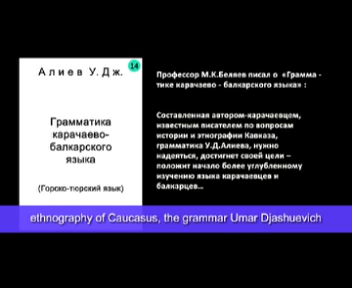 Алиев У. Дж.
14
Грамматика
карачаево-
балкарского
языка
(Горско-тюрский язык)
Профессор М.К.Беляев писал о «Грамма -
тике карачаево - балкарского языка» :
Составленная автором-карачаевцем,
известным писателем по вопросам
истории и этнографии Кавказа,
грамматика У.Д.Алиева, нужно
надеяться, достигнет своей цели –
положит начало более углубленному
изучению языка карачаевцев и
балкарцев...
ethnography of Caucasus, the grammar Umar Djashuevich